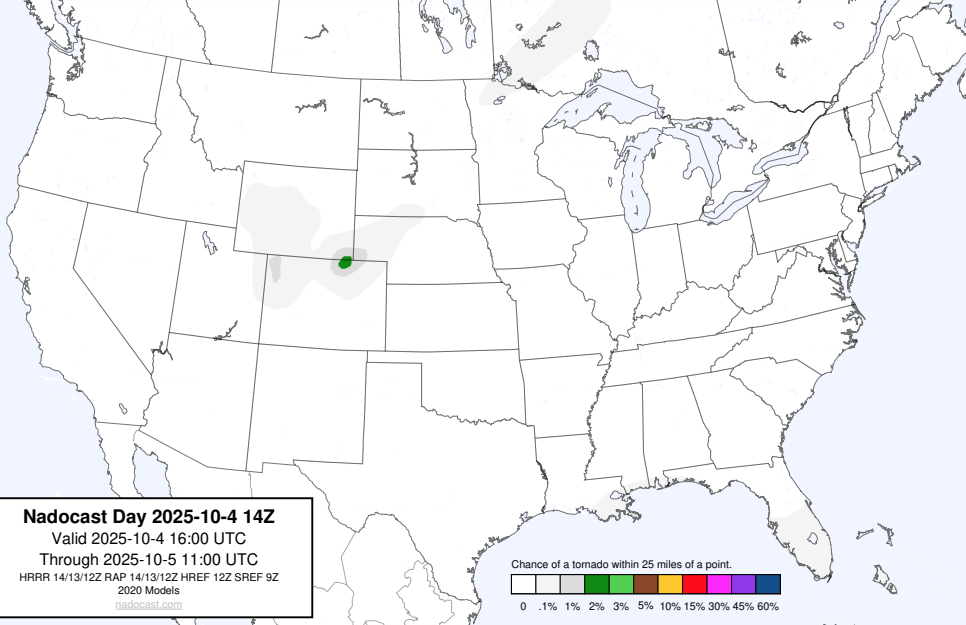 Nadocast Day 2025-10-4 14Z
Valid 2025-10-4 16:00 UTC
Through 2025-10-5 11:00 UTC
HRRR 14/13/12Z RAP 14/13/12Z HREF 12Z SREF 9Z
2020 Models
nadocast.com
Chance of a tornado within 25 miles of a point.
0 .1% 1% 2% 3% 5% 10% 15% 30% 45% 60%